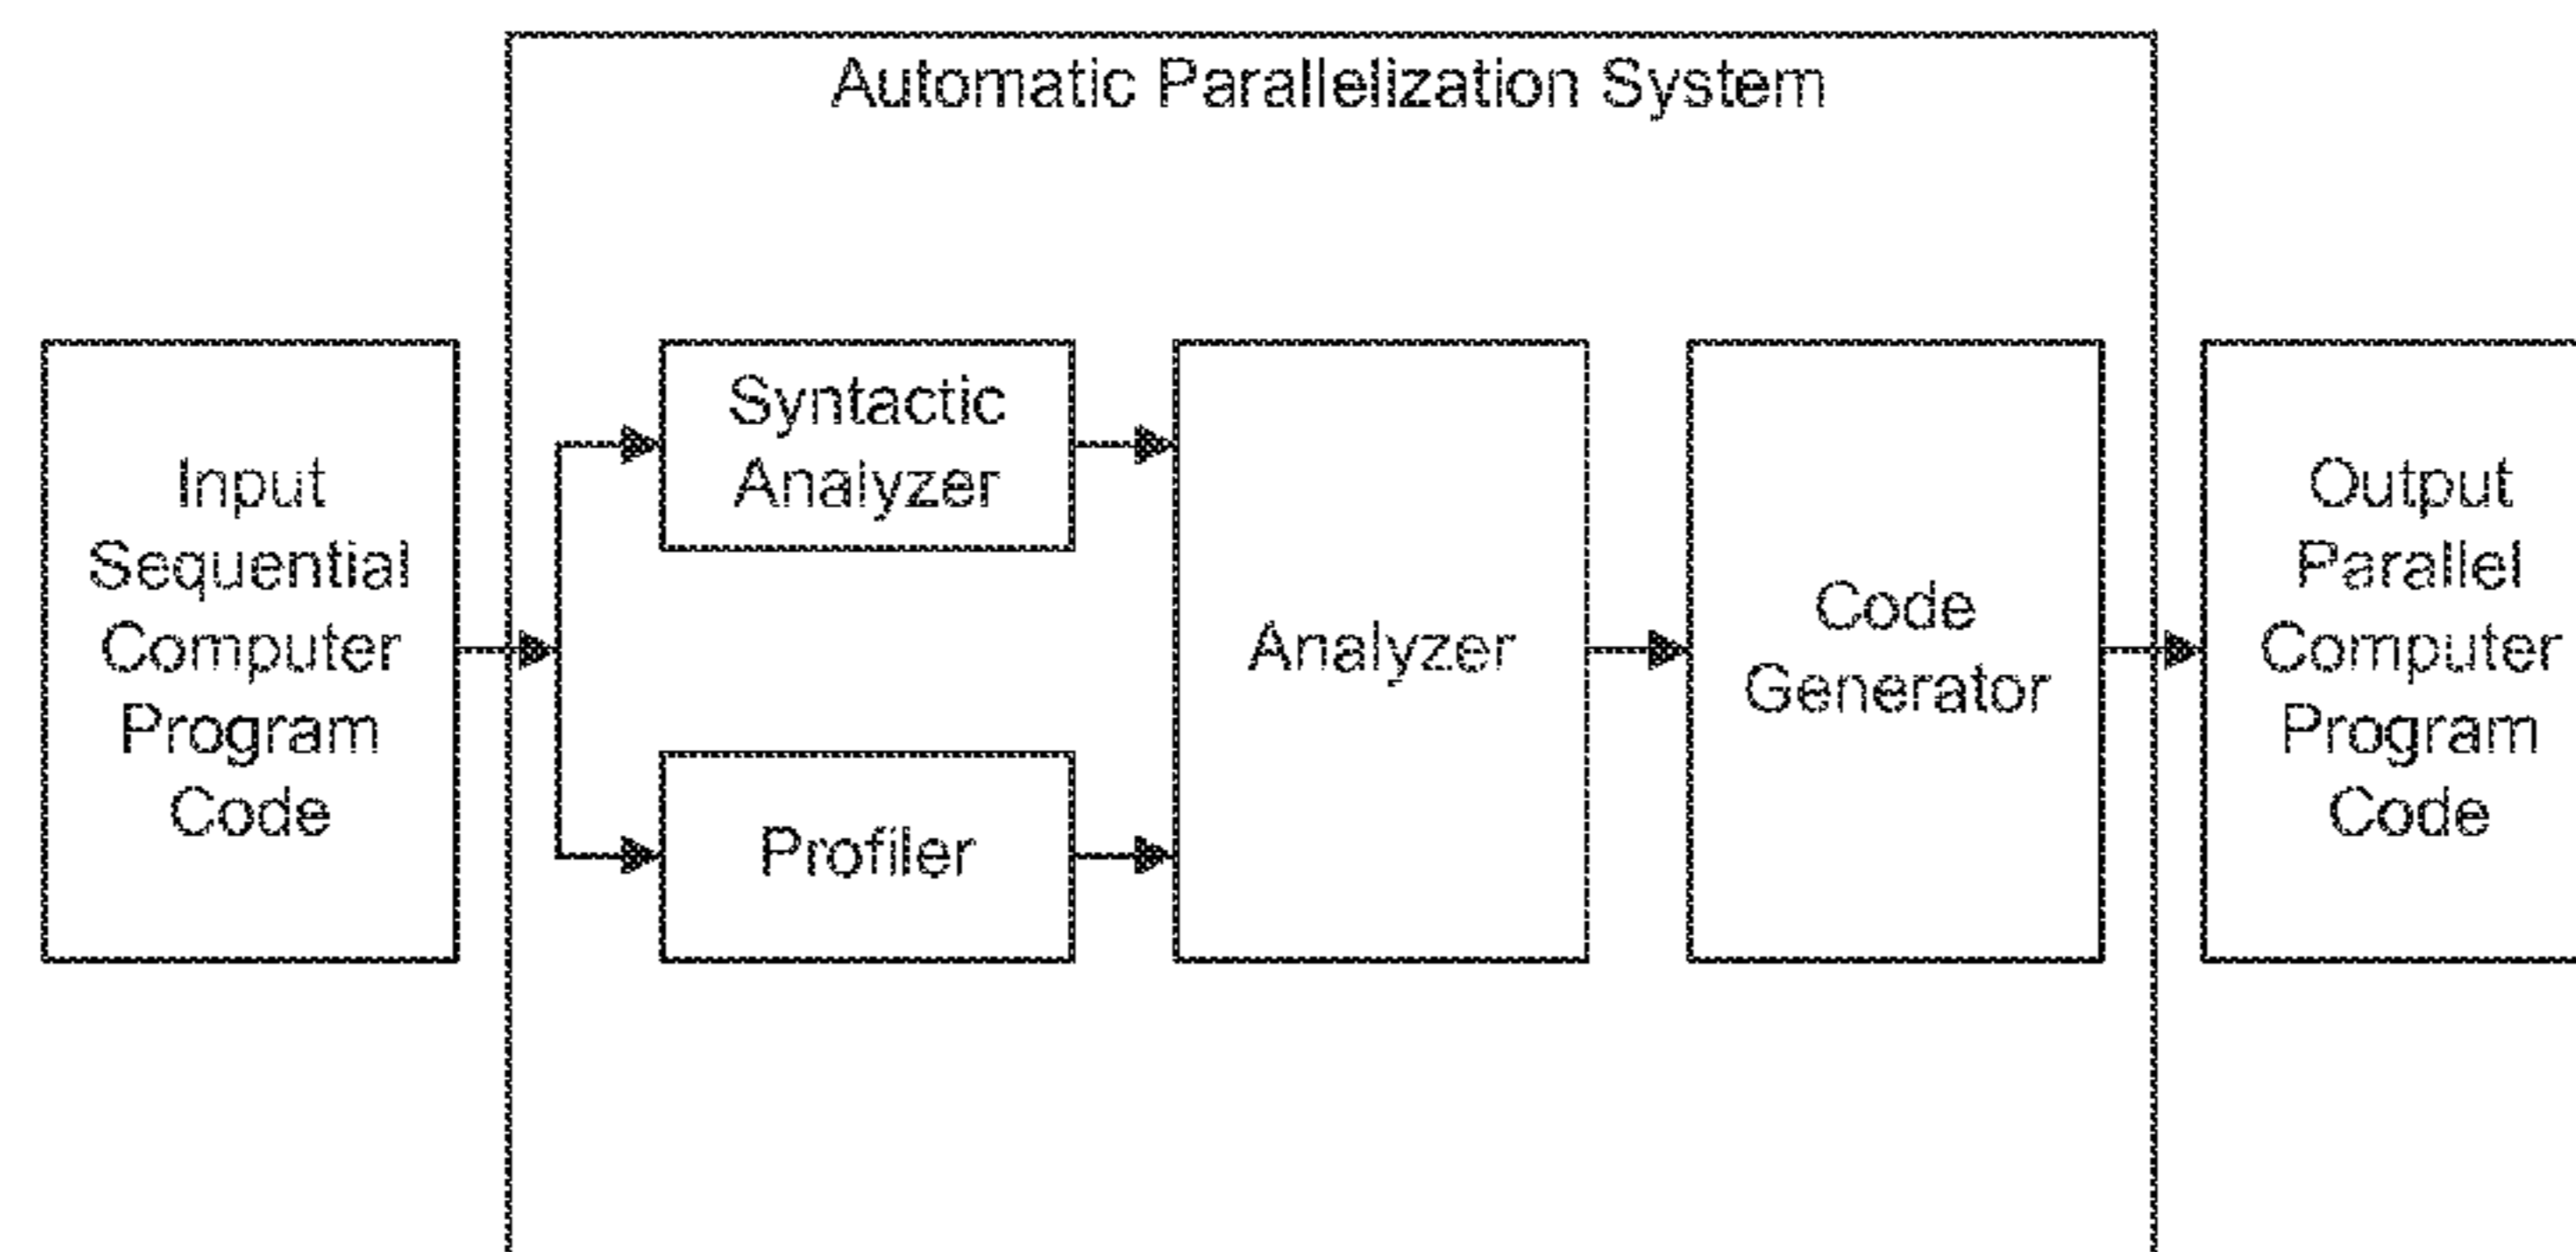 Automatic Parallelization System
Input
Sequential
Computer
Program
Code
Syntactic
Analyzer
Profiler
Analyzer
Code
Generator
Output
Parallel
Computer
Program
Code